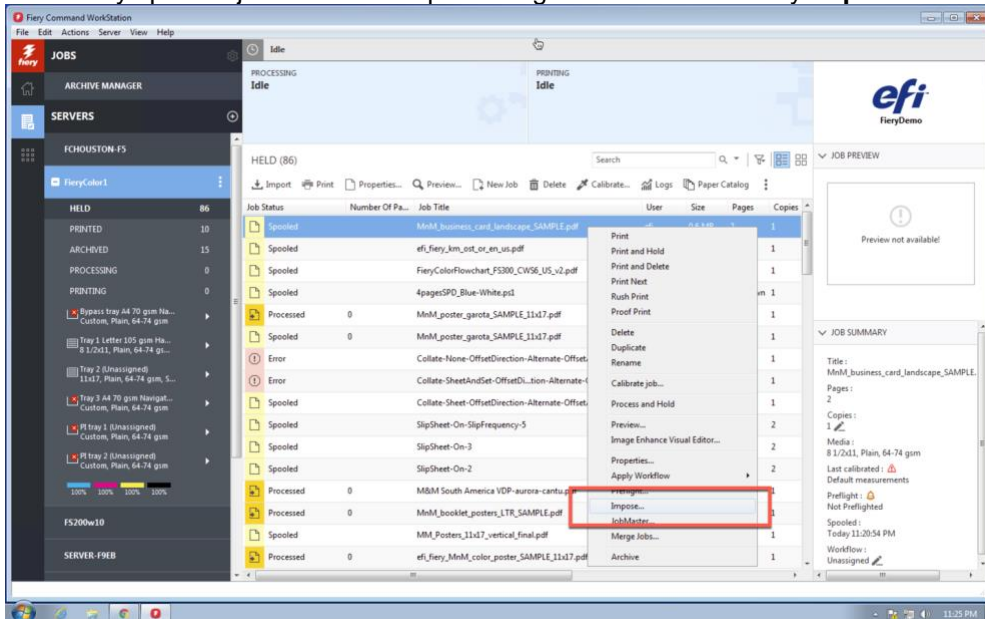 Fiery Command WorkStation
File Edit Actions Server View Help
fiery
JOBS
ARCHIVE MANAGER
SERVERS
FCHOUSTON-F5
FieryColor1
HELD 86
PRINTED 10
ARCHIVED 15
PROCESSING 0
PRINTING 0
Bypass tray A4 70 gsm Na...
Custom, Plain, 64-74 gsm
Tray 1 Letter 105 gsm Ha...
8 1/2x11, Plain, 64-74 gs...
Tray 2 (Unassigned)
11x17, Plain, 64-74 gsm, S...
Tray 3 A4 70 gsm Navigat...
Custom, Plain, 64-74 gsm
PI tray 1 (Unassigned)
Custom, Plain, 64-74 gsm
PI tray 2 (Unassigned)
Custom, Plain, 64-74 gsm
100% 100% 100% 100%
FS200w10
SERVER-F9EB
Idle
PROCESSING
Idle
PRINTING
Idle
HELD (86)
Search
Import Print Properties... Preview... New Job Delete Calibrate... Logs Paper Catalog
Job Status Number Of Pa... Job Title User Size Pages Copies
Spooled MnM_business_card_landscape_SAMPLE.pdf efi 0.6 MB 2 1
Spooled efi_fiery_km_ost_or_en_us.pdf 1
Spooled FieryColorFlowchart_FS300_CWS6_US_v2.pdf 1
Spooled 4pagesSPD_Blue-White.ps1 1
Processed 0 MnM_poster_garota_SAMPLE_11x17.pdf 1
Spooled 0 MnM_poster_garota_SAMPLE_11x17.pdf 1
Error Collate-None-OffsetDirection-Alternate-Offset 1
Error Collate-SheetAndSet-OffsetDi...tion-Alternate- 1
Spooled Collate-Sheet-OffsetDirection-Alternate-Offset 1
Spooled SlipSheet-On-SlipFrequency-5 2
Spooled SlipSheet-On-3 2
Spooled SlipSheet-On-2 2
Processed 0 M&M South America VDP-aurora-cantu.pdf 1
Processed 0 MnM_booklet_posters_LTR_SAMPLE.pdf 1
Spooled MM_Posters_11x17_vertical_final.pdf 1
Processed 0 efi_fiery_MnM_color_poster_SAMPLE_11x17.pdf 1
Print
Print and Hold
Print and Delete
Print Next
Rush Print
Proof Print
Delete
Duplicate
Rename
Calibrate job...
Process and Hold
Preview...
Image Enhance Visual Editor...
Properties...
Apply Workflow
Preflight...
Impose...
JobMaster...
Merge Jobs...
Archive
efi
FieryDemo
JOB PREVIEW
Preview not available!
JOB SUMMARY
Title :
MnM_business_card_landscape_SAMPLE.
Pages :
2
Copies :
1
Media :
8 1/2x11, Plain, 64-74 gsm
Last calibrated :
Default measurements
Preflight :
Not Preflighted
Spooled :
Today 11:20:54 PM
Workflow :
Unassigned
11:25 PM